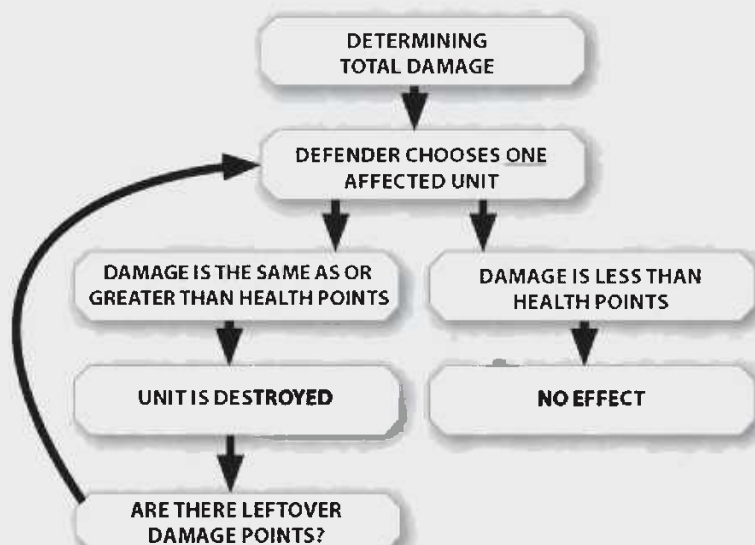 DETERMINING
TOTAL DAMAGE
DEFENDER CHOOSES ONE
AFFECTED UNIT
DAMAGE IS THE SAME AS OR
GREATER THAN HEALTH POINTS
DAMAGE IS LESS THAN
HEALTH POINTS
UNIT IS DESTROYED
NO EFFECT
ARE THERE LEFTOVER
DAMAGE POINTS?